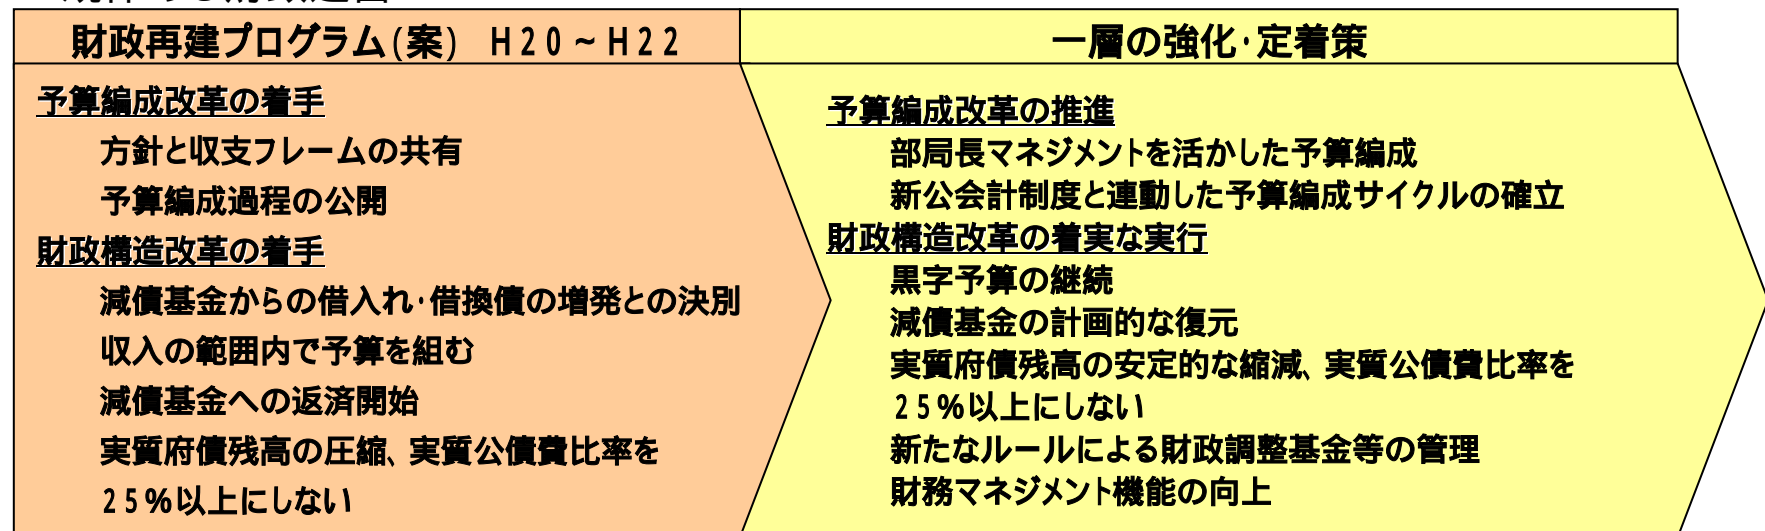 財政再建プログラム(案) H20~H22
予算編成改革の着手
方針と収支フレームの共有
予算編成過程の公開
財政構造改革の着手
減債基金からの借入れ・借換債の増発との決別
収入の範囲内で予算を組む
減債基金への返済開始
実質府債残高の圧縮、実質公債費比率を
25%以上にしない
一層の強化・定着策
予算編成改革の推進
部局長マネジメントを活かした予算編成
新公会計制度と連動した予算編成サイクルの確立
財政構造改革の着実な実行
黒字予算の継続
減債基金の計画的な復元
実質府債残高の安定的な縮減、実質公債費比率を
25%以上にしない
新たなルールによる財政調整基金等の管理
財務マネジメント機能の向上